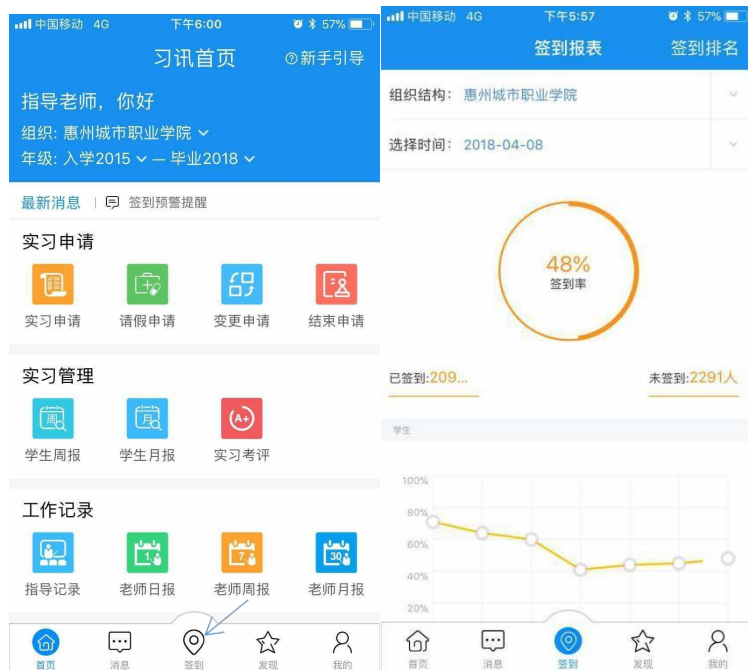 中国移动 4G 下午6:00 57%
习讯首页
新手引导
指导老师，你好
组织: 惠州城市职业学院
年级: 入学2015 — 毕业2018
最新消息 签到预警提醒
实习申请
实习申请 请假申请 变更申请 结束申请
实习管理
周 月 A+
学生周报 学生月报 实习考评
工作记录
1 7 30
指导记录 老师日报 老师周报 老师月报
首页 消息 签到 发现 我的
中国移动 4G 下午5:57 57%
签到报表
签到排名
组织结构： 惠州城市职业学院
选择时间： 2018-04-08
48%
签到率
已签到:209...
未签到:2291人
学生
100%
80%
60%
40%
20%
首页 消息 签到 发现 我的